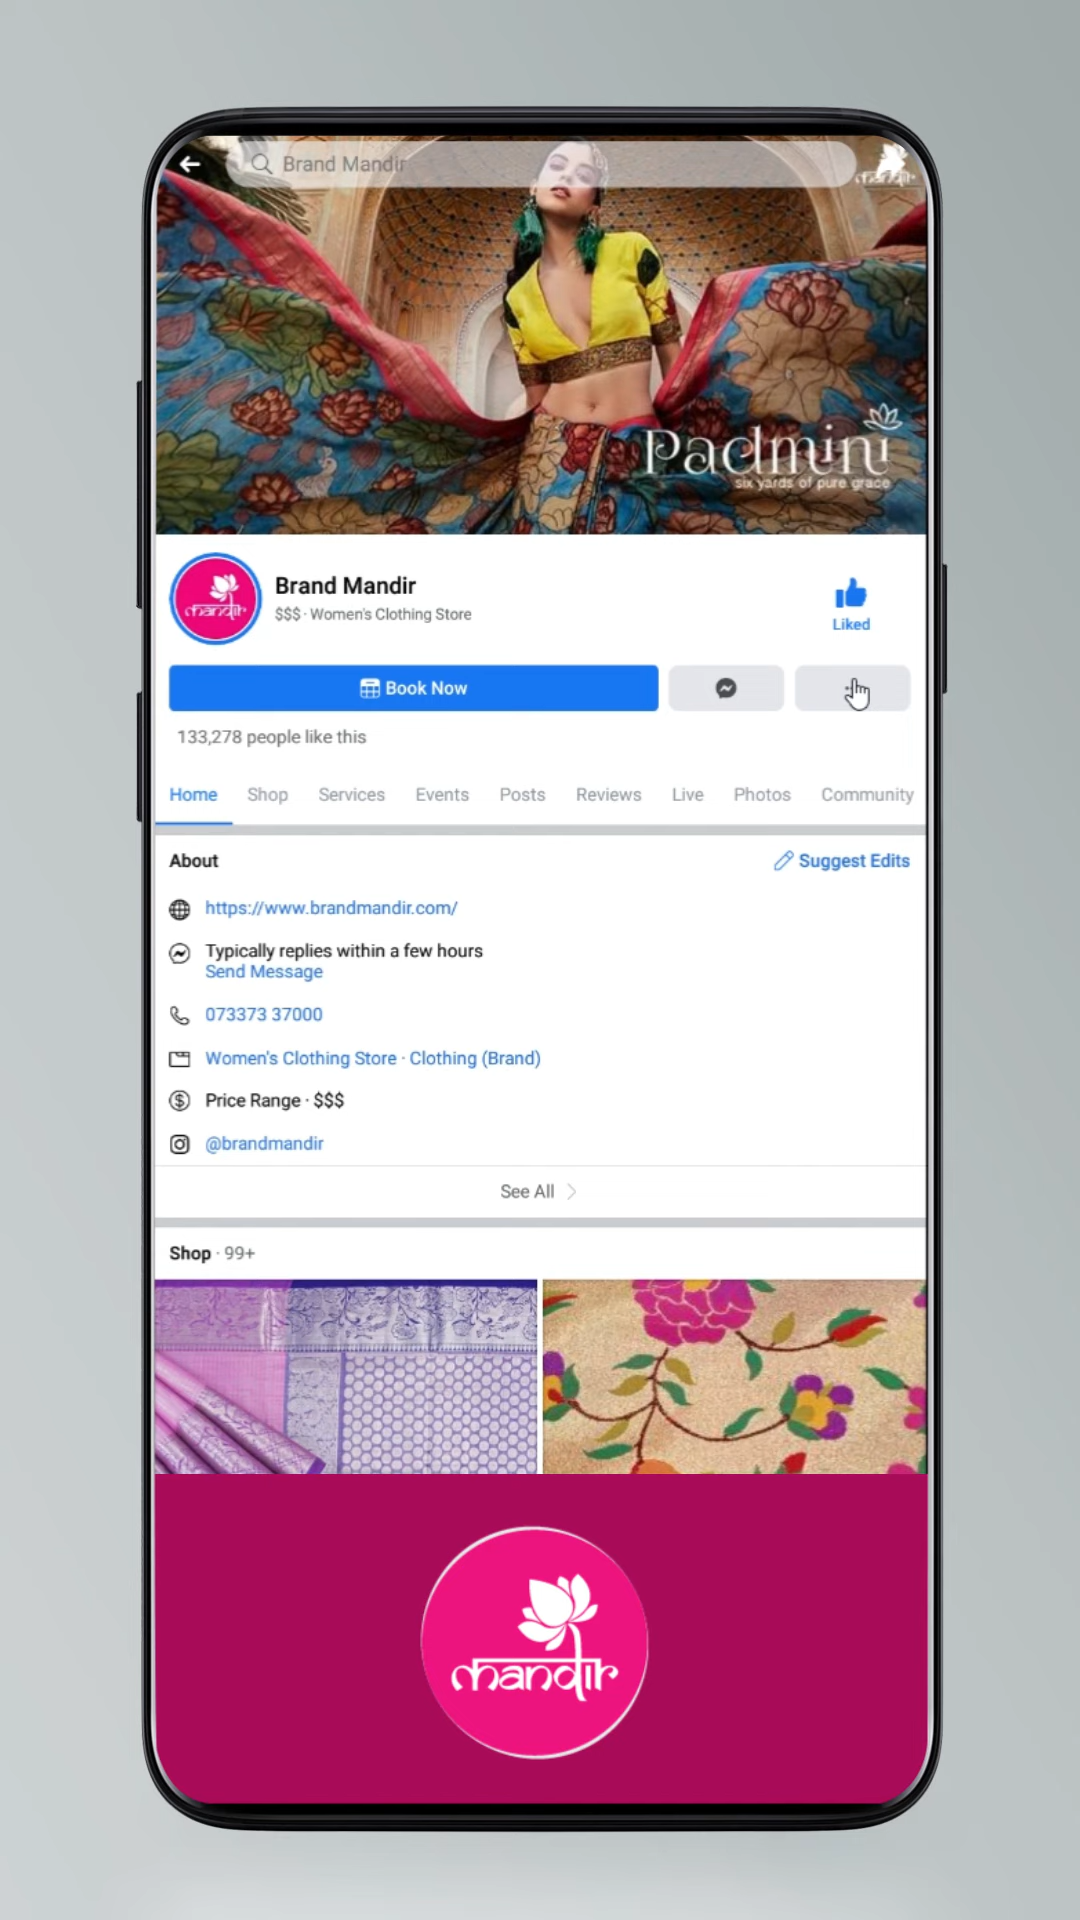 Brand Mandir
mandir
Padmini
six yards of pure grace
mandir
Brand Mandir
$$$ · Women's Clothing Store
Liked
Book Now
133,278 people like this
Home Shop Services Events Posts Reviews Live Photos Community
About
Suggest Edits
https://www.brandmandir.com/
Typically replies within a few hours
Send Message
073373 37000
Women's Clothing Store · Clothing (Brand)
Price Range · $$$
@brandmandir
See All
Shop · 99+
mandir